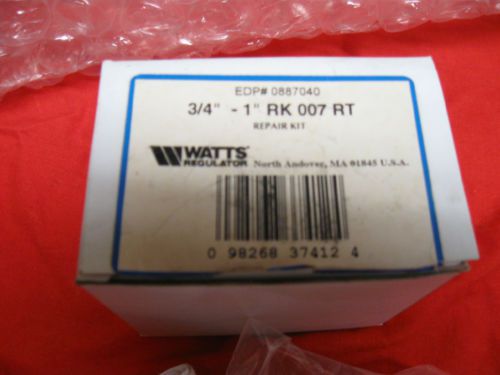 EDP# 0887040
3/4" - 1" RK 007 RT
REPAIR KIT
WATTS
REGULATOR
North Andover, MA 01845 U.S.A.
0 98268 37412 4